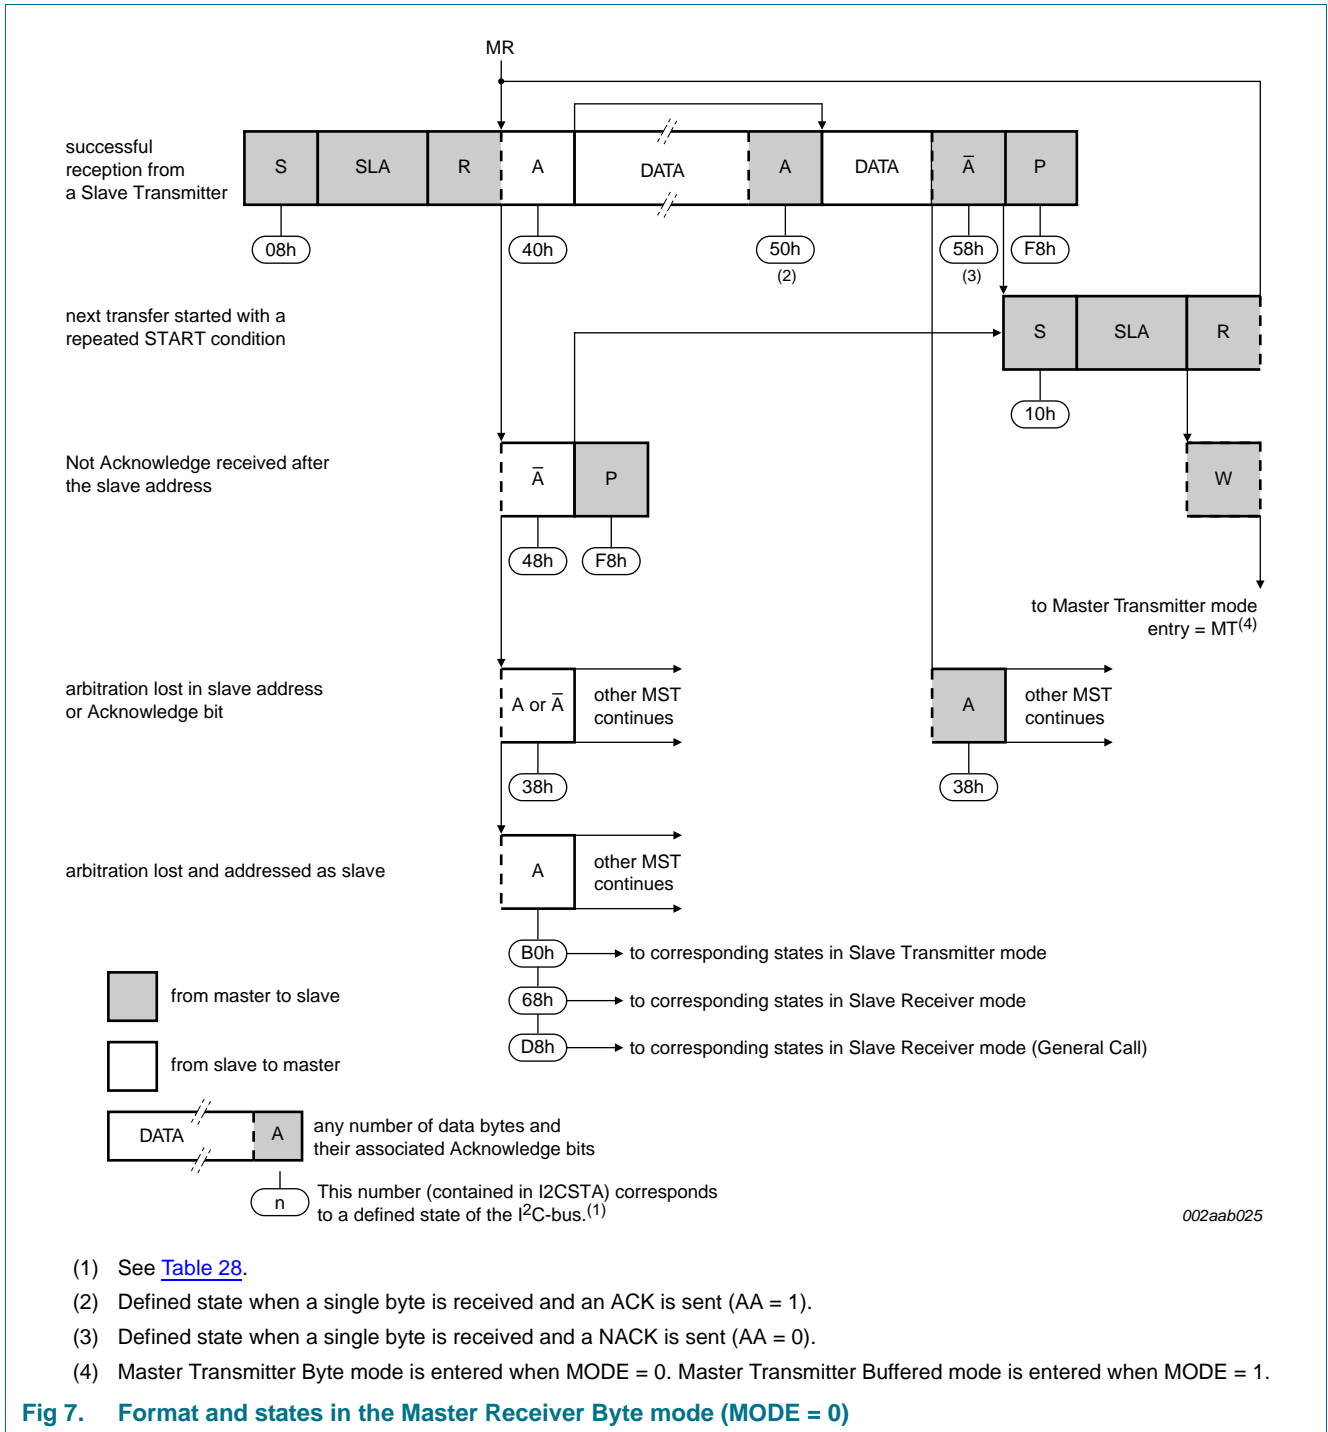 MR
successful
reception from
a Slave Transmitter
S SLA R A DATA A DATA A̅ P
08h 40h 50h 58h F8h
(2) (3)
next transfer started with a
repeated START condition
S SLA R
10h
Not Acknowledge received after
the slave address
A̅ P W
48h F8h
to Master Transmitter mode
entry = MT(4)
arbitration lost in slave address
or Acknowledge bit
A or A̅
other MST
continues
A
other MST
continues
38h 38h
arbitration lost and addressed as slave
A
other MST
continues
B0h to corresponding states in Slave Transmitter mode
68h to corresponding states in Slave Receiver mode
D8h to corresponding states in Slave Receiver mode (General Call)
from master to slave
from slave to master
DATA A
any number of data bytes and
their associated Acknowledge bits
n
This number (contained in I2CSTA) corresponds
to a defined state of the I²C-bus.(1)
002aab025
(1) See Table 28.
(2) Defined state when a single byte is received and an ACK is sent (AA = 1).
(3) Defined state when a single byte is received and a NACK is sent (AA = 0).
(4) Master Transmitter Byte mode is entered when MODE = 0. Master Transmitter Buffered mode is entered when MODE = 1.
Fig 7. Format and states in the Master Receiver Byte mode (MODE = 0)